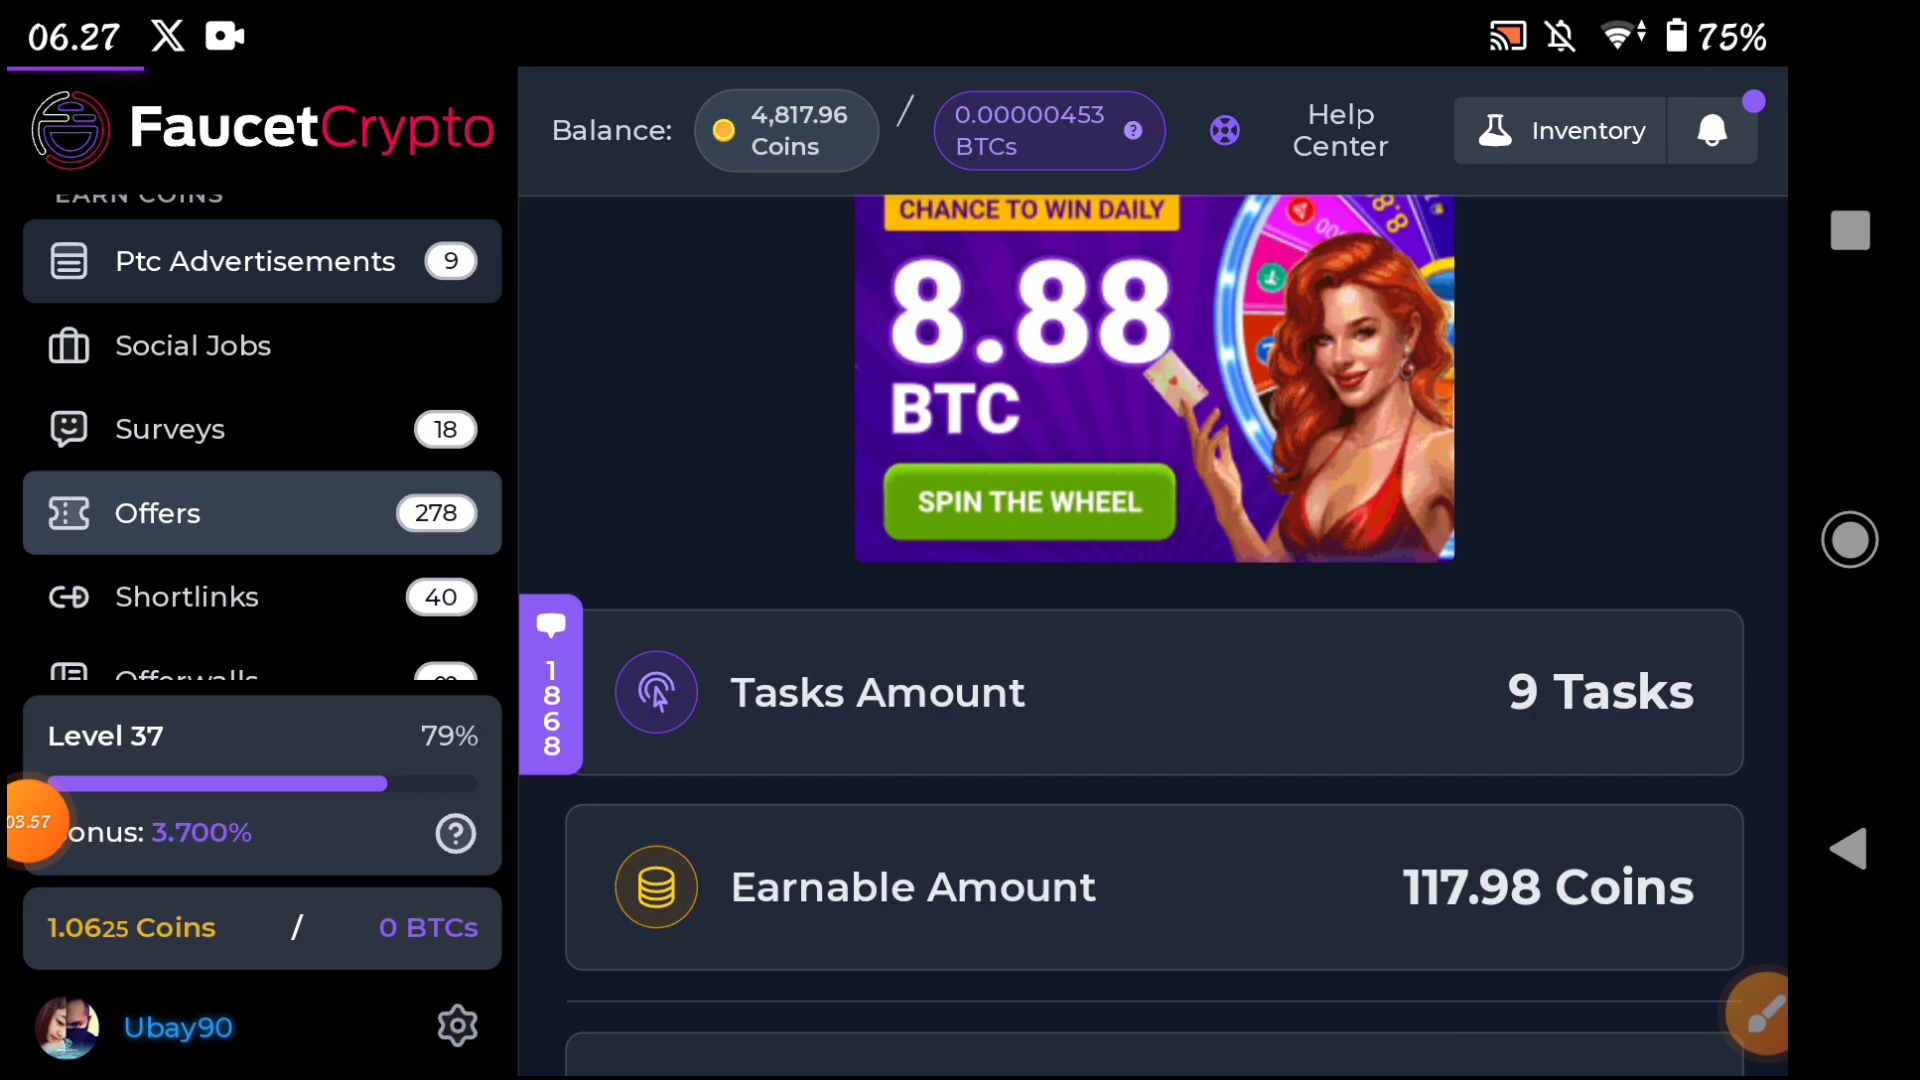 06.27
75%
FaucetCrypto
Balance:
4,817.96
Coins
/
0.00000453
BTCs
?
Help
Center
Inventory
EARN COINS
Ptc Advertisements
9
Social Jobs
Surveys
18
Offers
278
Shortlinks
40
Offerwalls
Level 37
79%
03.57
onus: 3.700%
?
1.0625 Coins
/
0 BTCs
Ubay90
CHANCE TO WIN DAILY
8.88
BTC
SPIN THE WHEEL
1868
Tasks Amount
9 Tasks
Earnable Amount
117.98 Coins